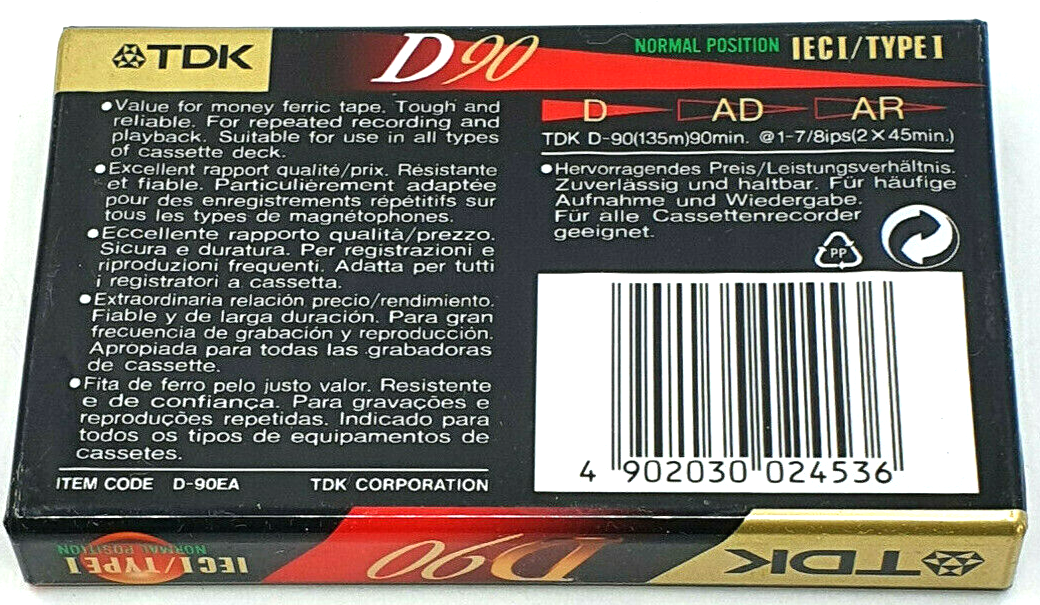 TDK
D90
NORMAL POSITION IECI/TYPE I
●Value for money ferric tape. Tough and
reliable. For repeated recording and
playback. Suitable for use in all types
of cassette deck.
●Excellent rapport qualité/prix. Résistante
et fiable. Particulièrement adaptée
pour des enregistrements répétitifs sur
tous les types de magnétophones.
●Eccellente rapporto qualità/prezzo.
Sicura e duratura. Per registrazioni e
riproduzioni frequenti. Adatta per tutti
i registratori a cassetta.
●Extraordinaria relación precio/rendimiento.
Fiable y de larga duración. Para gran
frecuencia de grabación y reproducción.
Apropiada para todas las grabadoras
de cassette.
●Fita de ferro pelo justo valor. Resistente
e de confiança. Para gravações e
reproduções repetidas. Indicado para
todos os tipos de equipamentos de
cassetes.
ITEM CODE D-90EA TDK CORPORATION
D AD AR
TDK D-90(135m)90min. @1-7/8ips(2×45min.)
●Hervorragendes Preis/Leistungsverhältnis.
Zuverlässig und haltbar. Für häufige
Aufnahme und Wiedergabe.
Für alle Cassettenrecorder
geeignet.
PP
4 902030 024536
TDK
D90
IECI/TYPE I
NORMAL POSITION